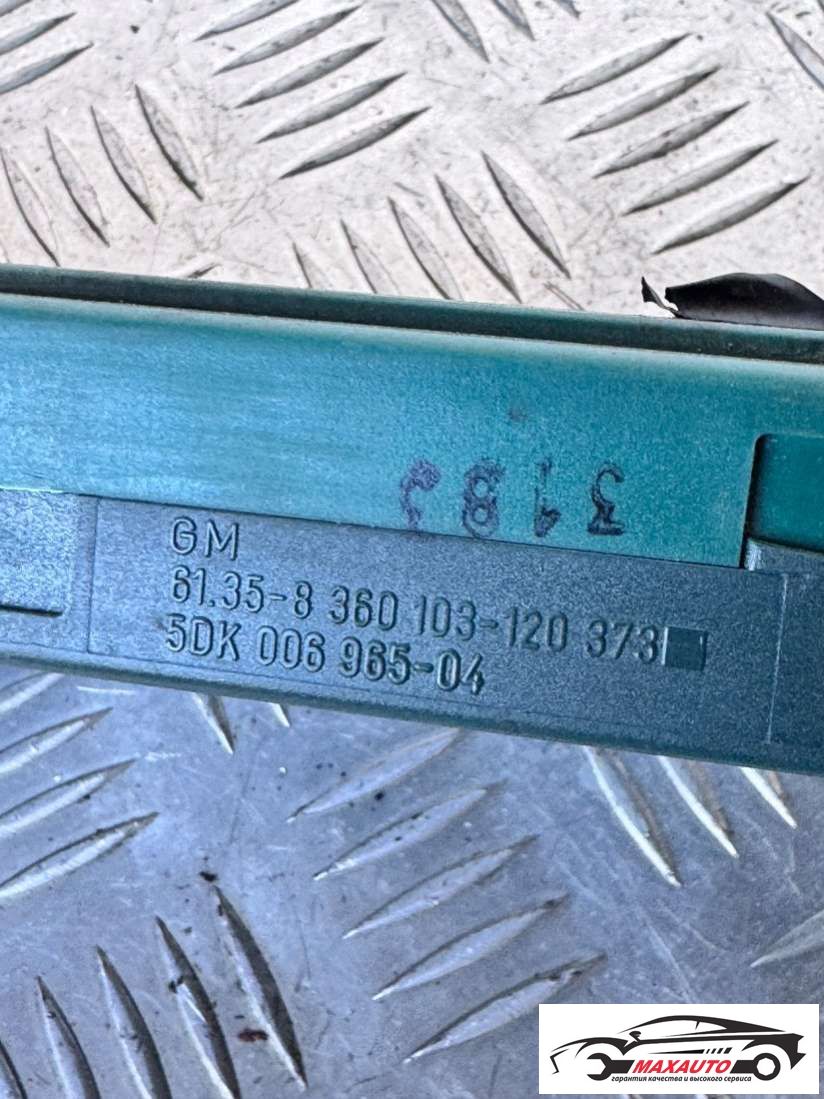 3183
GM
61.35-8 360 103-120 373
5DK 006 965-04
MAXAUTO
гарантия качества и высокого сервиса